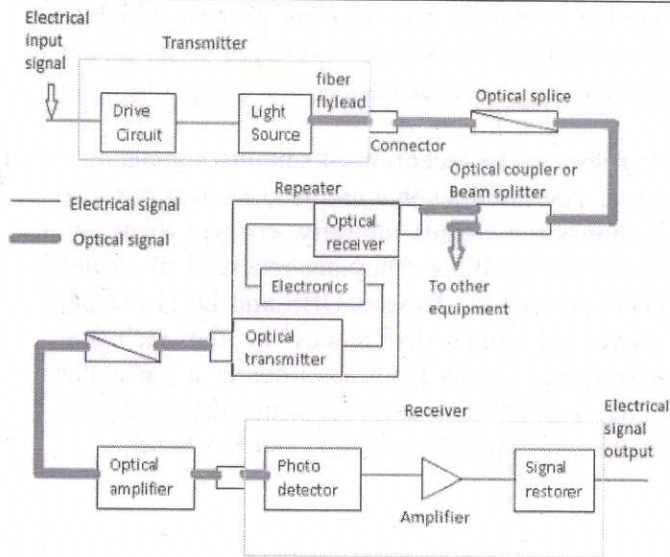 Electrical
input
signal
Transmitter
Drive
Circuit
Light
Source
fiber
flylead
Connector
Optical splice
Optical coupler or
Beam splitter
To other
equipment
Electrical signal
Optical signal
Repeater
Optical
receiver
Electronics
Optical
transmitter
Optical
amplifier
Receiver
Photo
detector
Amplifier
Signal
restorer
Electrical
signal
output